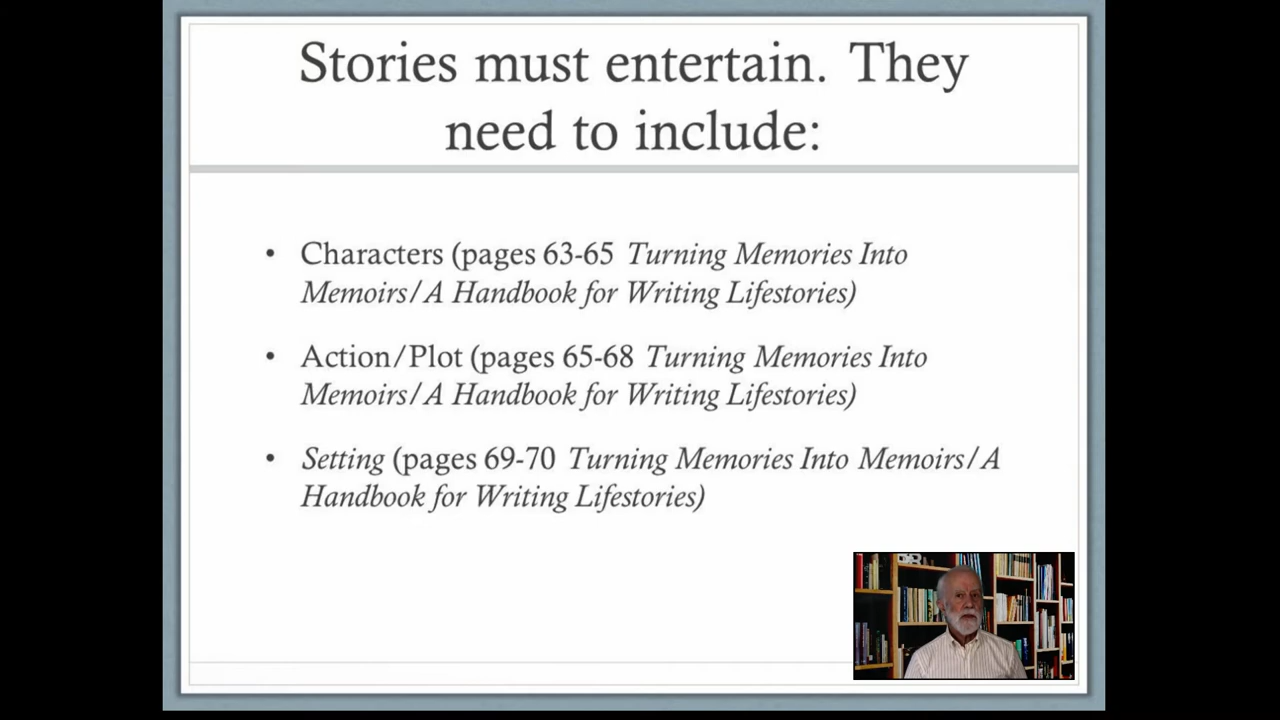 Stories must entertain. They
need to include:
• Characters (pages 63-65 Turning Memories Into
Memoirs/A Handbook for Writing Lifestories)
• Action/Plot (pages 65-68 Turning Memories Into
Memoirs/A Handbook for Writing Lifestories)
• Setting (pages 69-70 Turning Memories Into Memoirs/A
Handbook for Writing Lifestories)